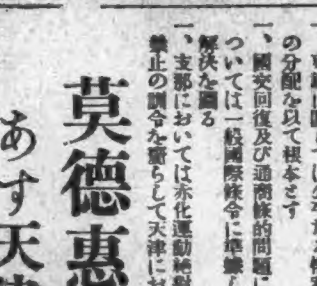 の分配を以て根本とす
一、國交回復及び通商條約問題に
ついては一般國際條令に準據し
解決を圖る
一、支那においては赤化運動絶對
禁止の訓令を齎らして天津にお
莫德惠
あす天津